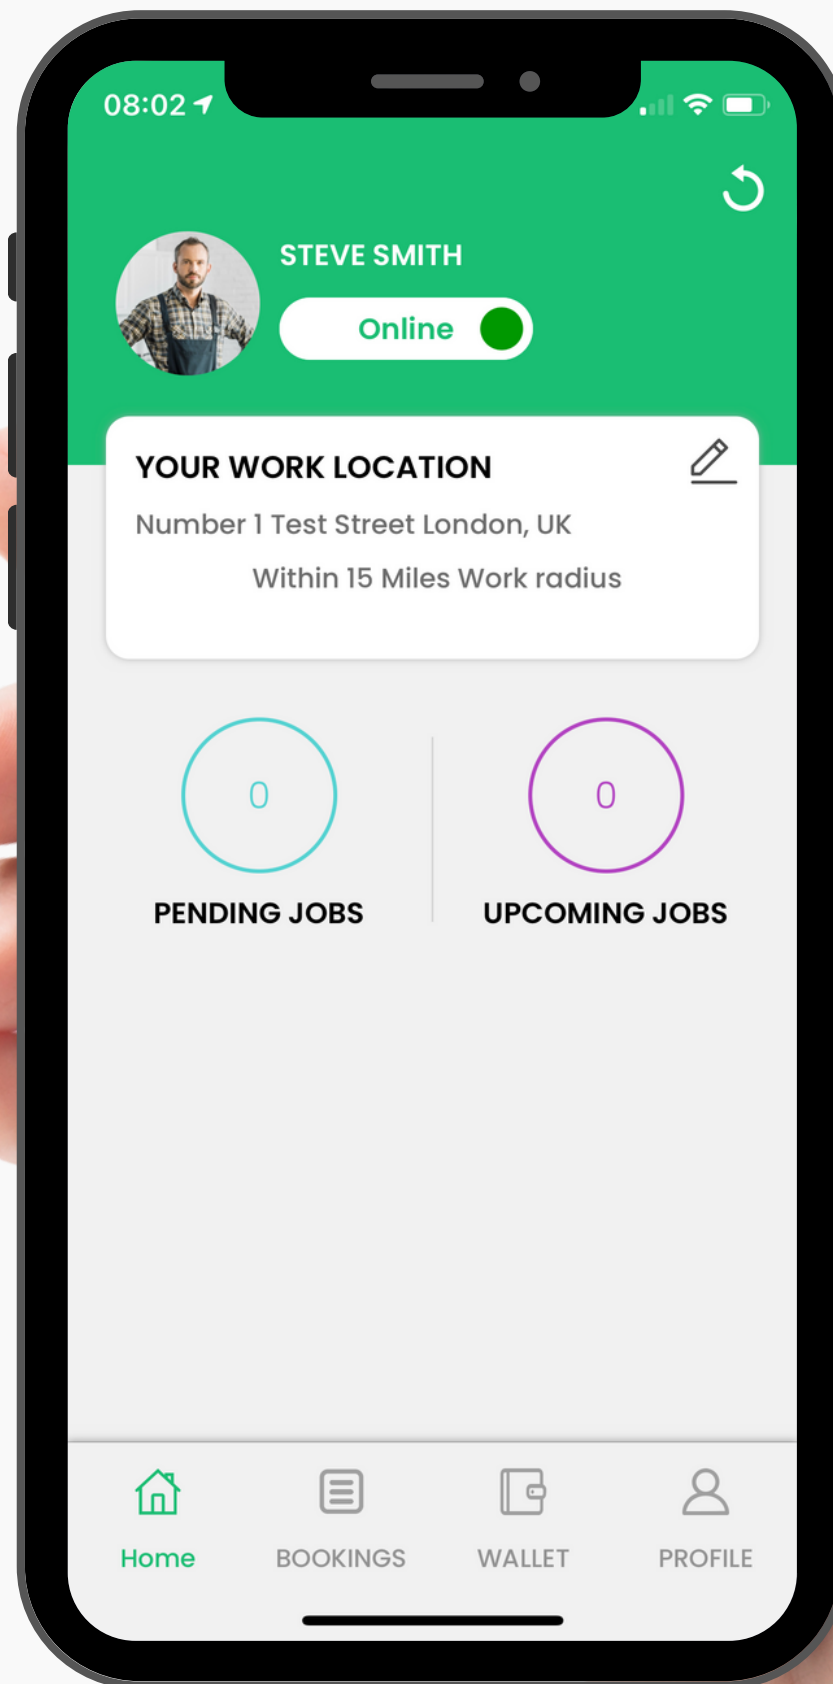 08:02
STEVE SMITH
Online
YOUR WORK LOCATION
Number 1 Test Street London, UK
Within 15 Miles Work radius
0
0
PENDING JOBS
UPCOMING JOBS
Home
BOOKINGS
WALLET
PROFILE